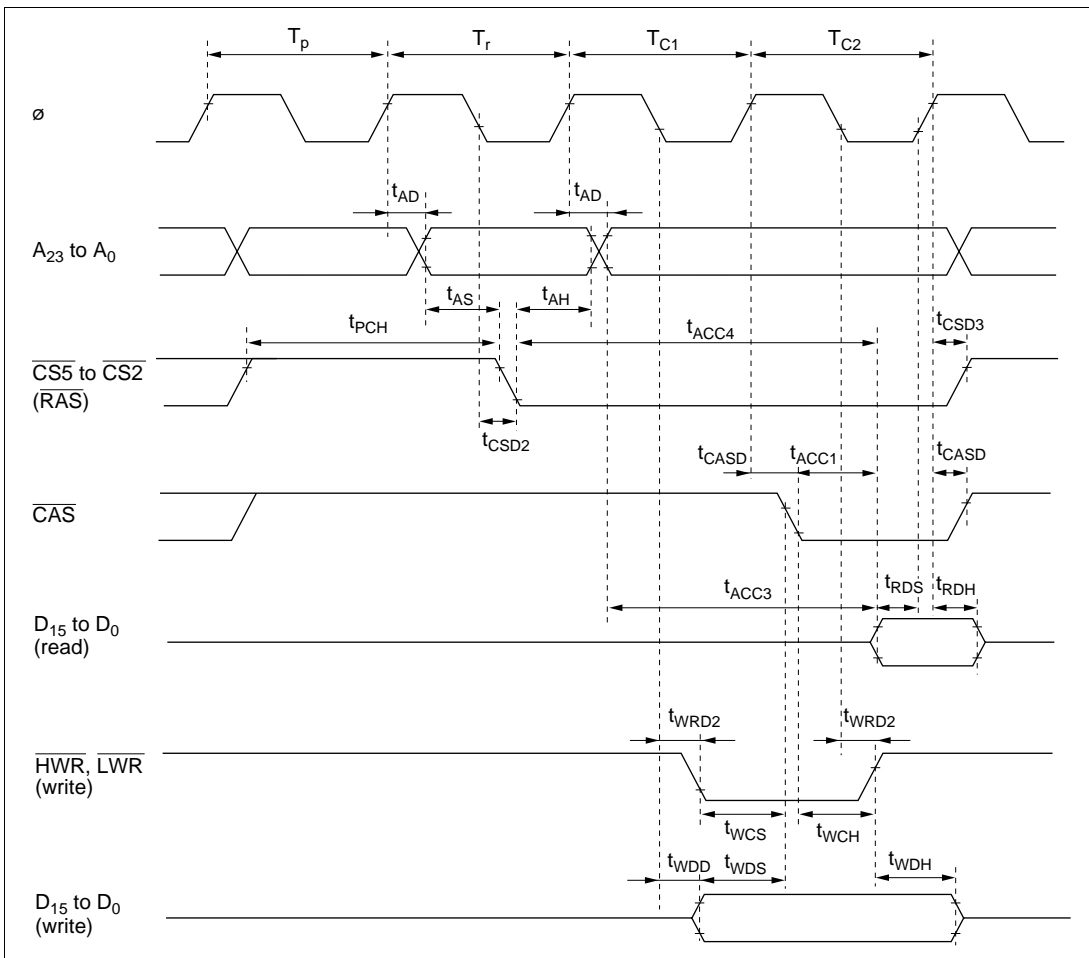 Tp Tr TC1 TC2
ø
tAD tAD
A23 to A0
tAS tAH
tPCH tACC4 tCSD3
CS5 to CS2
(RAS)
tCSD2
tCASD tACC1 tCASD
CAS
tACC3 tRDS tRDH
D15 to D0
(read)
tWRD2 tWRD2
HWR, LWR
(write)
tWCS tWCH
tWDD tWDS tWDH
D15 to D0
(write)